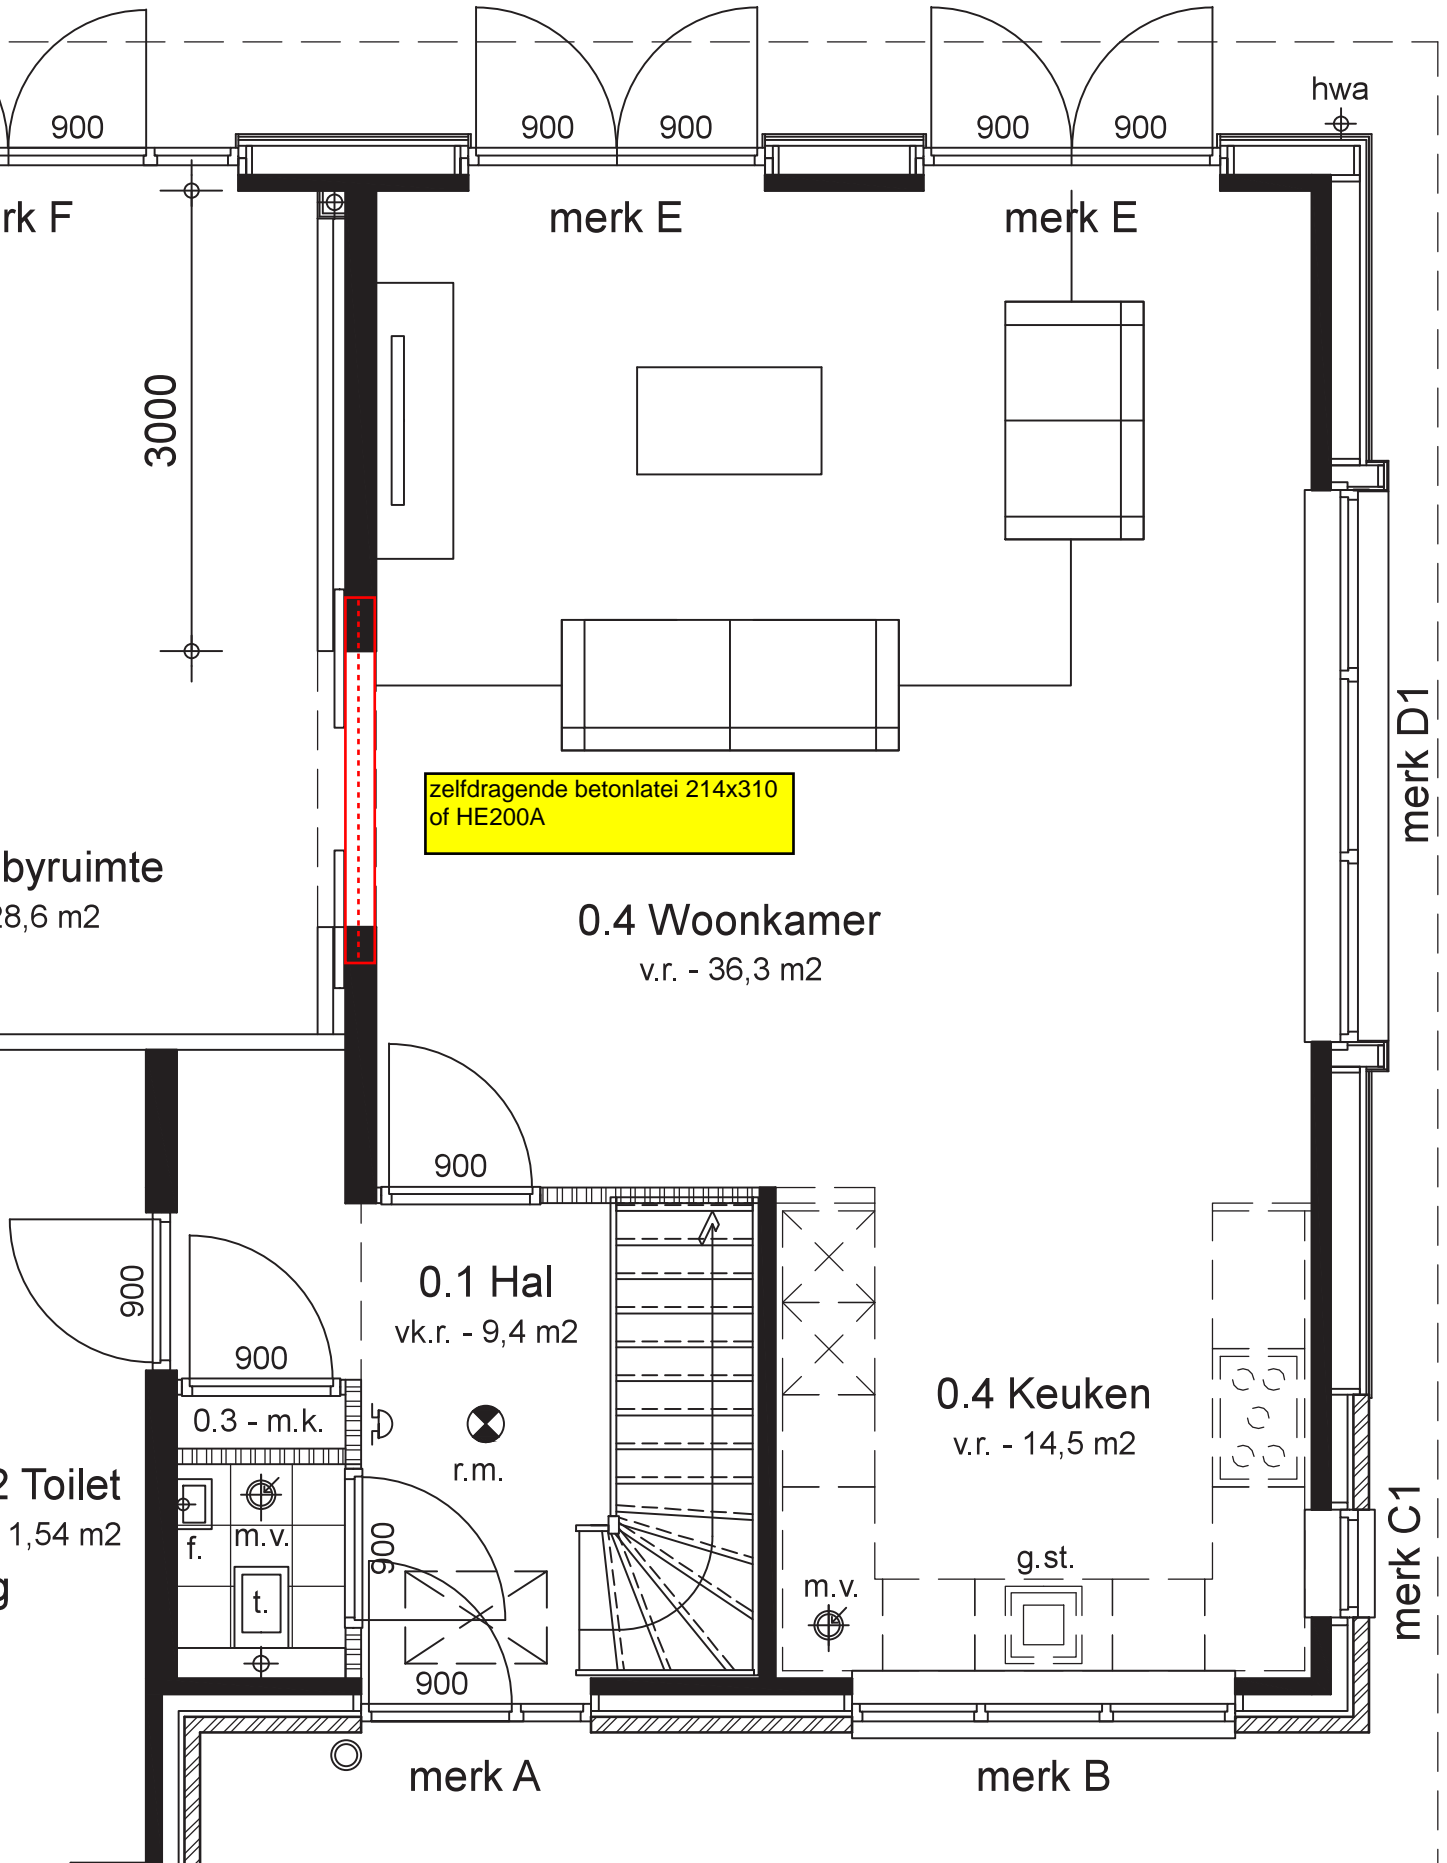 hwa
900
900
900
900
900
rk F
merk E
merk E
3000
merk D1
zelfdragende betonlatei 214x310
of HE200A
byruimte
28,6 m2
0.4 Woonkamer
v.r. - 36,3 m2
900
900
0.1 Hal
vk.r. - 9,4 m2
900
0.3 - m.k.
r.m.
0.4 Keuken
v.r. - 14,5 m2
2 Toilet
1,54 m2
g
f.
m.v.
t.
900
900
m.v.
g.st.
merk C1
merk A
merk B